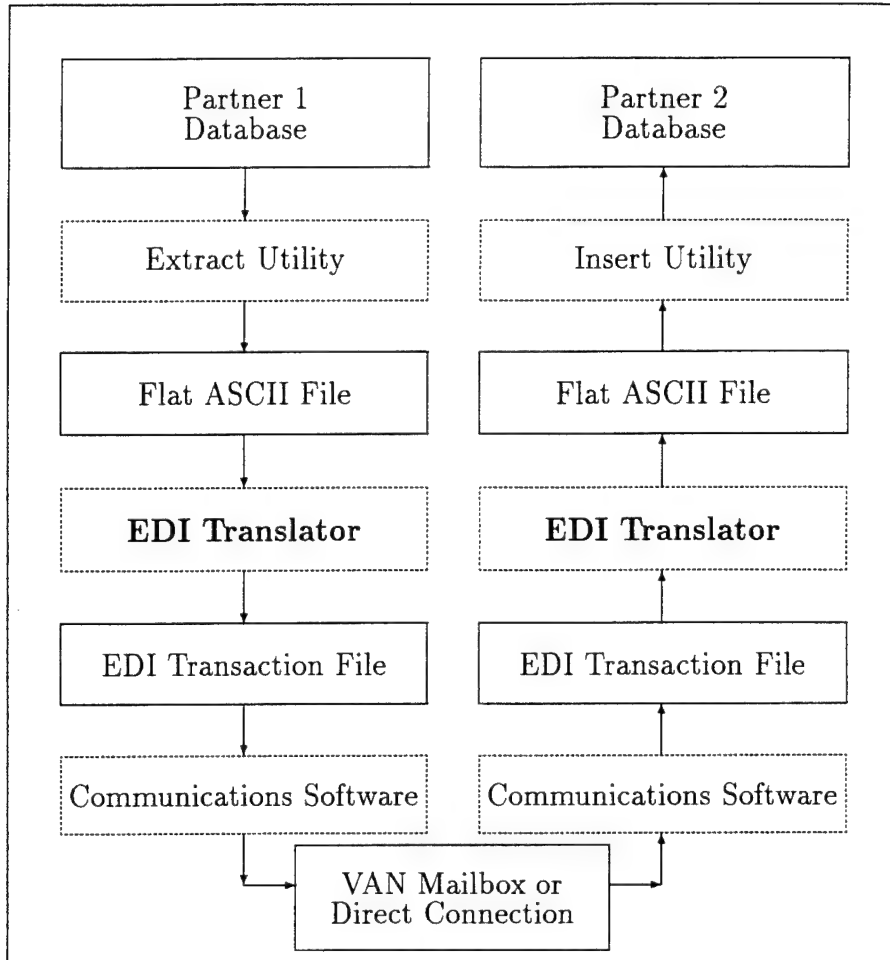 Partner 1
Database
Extract Utility
Flat ASCII File
EDI Translator
EDI Transaction File
Communications Software
VAN Mailbox or
Direct Connection
Partner 2
Database
Insert Utility
Flat ASCII File
EDI Translator
EDI Transaction File
Communications Software